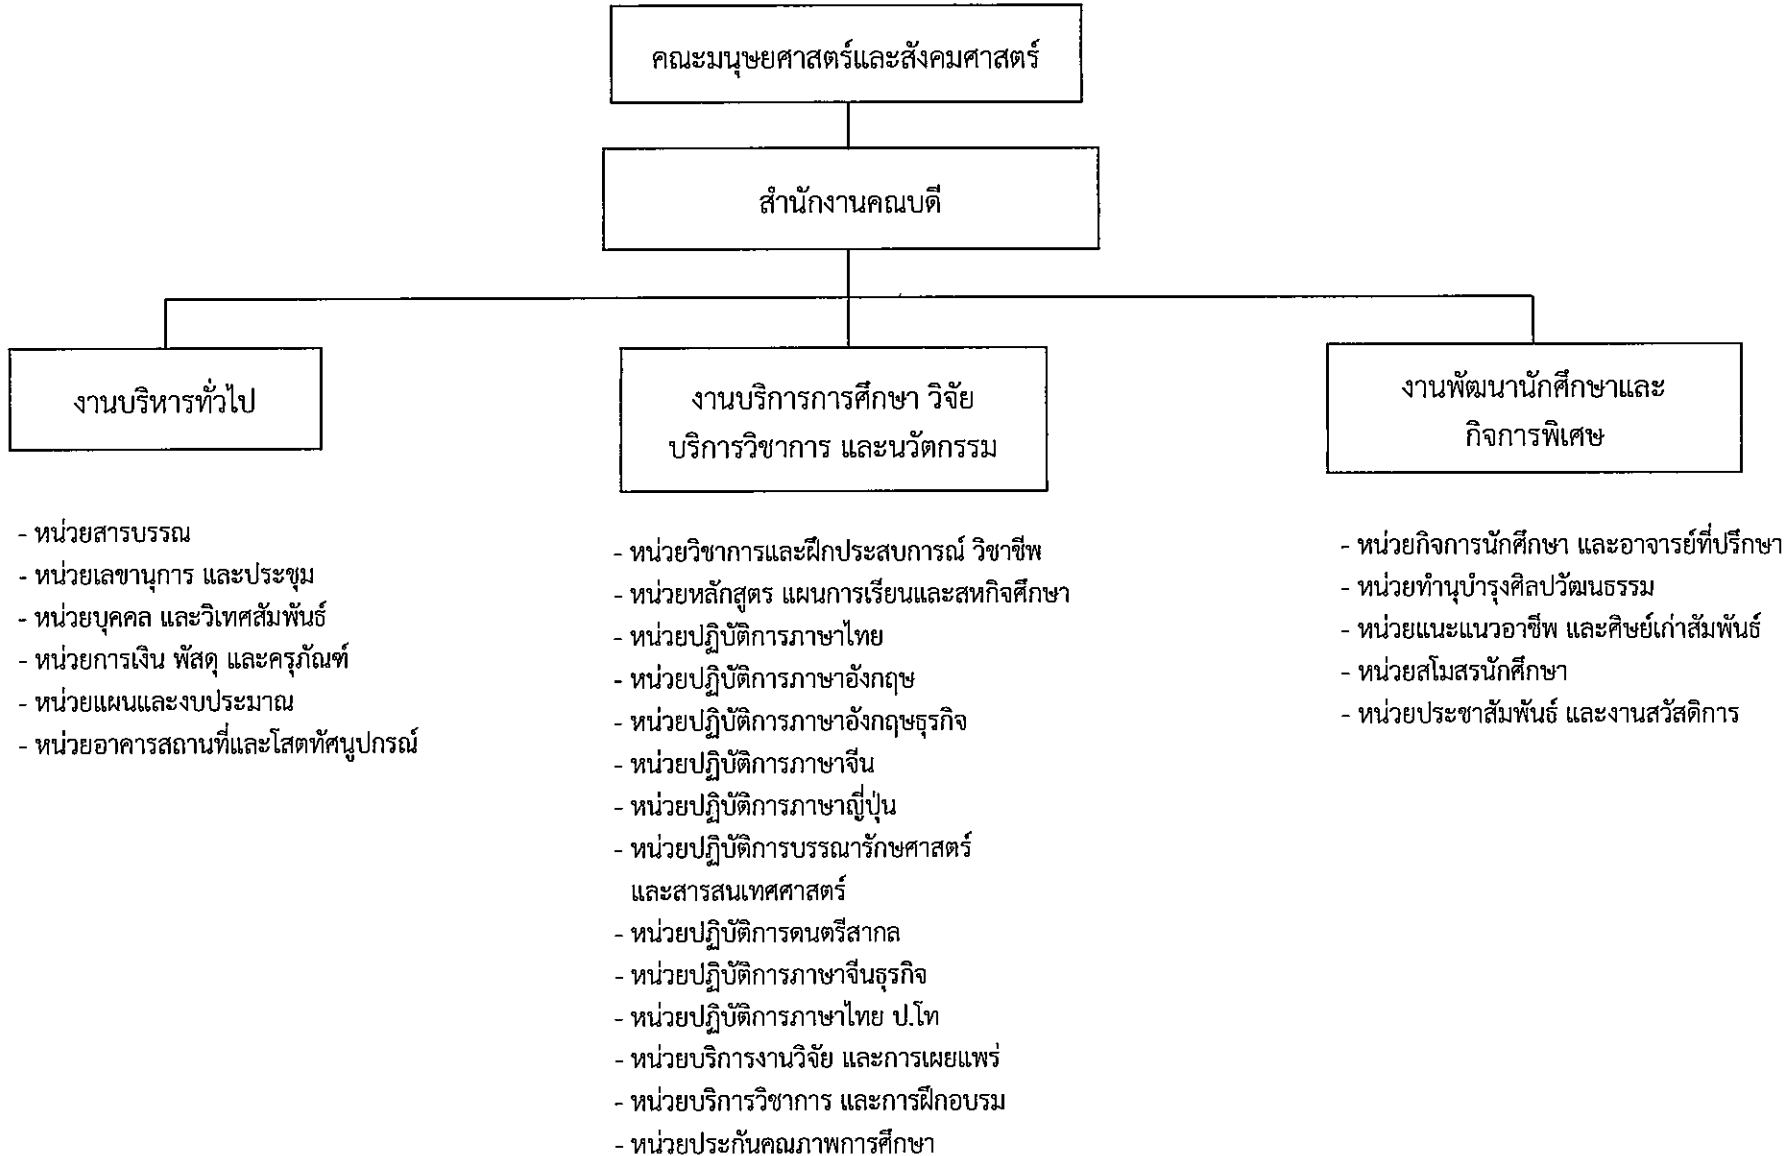 คณะมนุษยศาสตร์และสังคมศาสตร์
สำนักงานคณบดี
งานบริหารทั่วไป
- หน่วยสารบรรณ
- หน่วยเลขานุการ และประชุม
- หน่วยบุคคล และวิเทศสัมพันธ์
- หน่วยการเงิน พัสดุ และครุภัณฑ์
- หน่วยแผนและงบประมาณ
- หน่วยอาคารสถานที่และโสตทัศนูปกรณ์
งานบริการการศึกษา วิจัย
บริการวิชาการ และนวัตกรรม
- หน่วยวิชาการและฝึกประสบการณ์ วิชาชีพ
- หน่วยหลักสูตร แผนการเรียนและสหกิจศึกษา
- หน่วยปฏิบัติการภาษาไทย
- หน่วยปฏิบัติการภาษาอังกฤษ
- หน่วยปฏิบัติการภาษาอังกฤษธุรกิจ
- หน่วยปฏิบัติการภาษาจีน
- หน่วยปฏิบัติการภาษาญี่ปุ่น
- หน่วยปฏิบัติการบรรณารักษศาสตร์
และสารสนเทศศาสตร์
- หน่วยปฏิบัติการดนตรีสากล
- หน่วยปฏิบัติการภาษาจีนธุรกิจ
- หน่วยปฏิบัติการภาษาไทย ป.โท
- หน่วยบริการงานวิจัย และการเผยแพร่
- หน่วยบริการวิชาการ และการฝึกอบรม
- หน่วยประกันคุณภาพการศึกษา
งานพัฒนานักศึกษาและ
กิจการพิเศษ
- หน่วยกิจการนักศึกษา และอาจารย์ที่ปรึกษา
- หน่วยทำนุบำรุงศิลปวัฒนธรรม
- หน่วยแนะแนวอาชีพ และศิษย์เก่าสัมพันธ์
- หน่วยสโมสรนักศึกษา
- หน่วยประชาสัมพันธ์ และงานสวัสดิการ